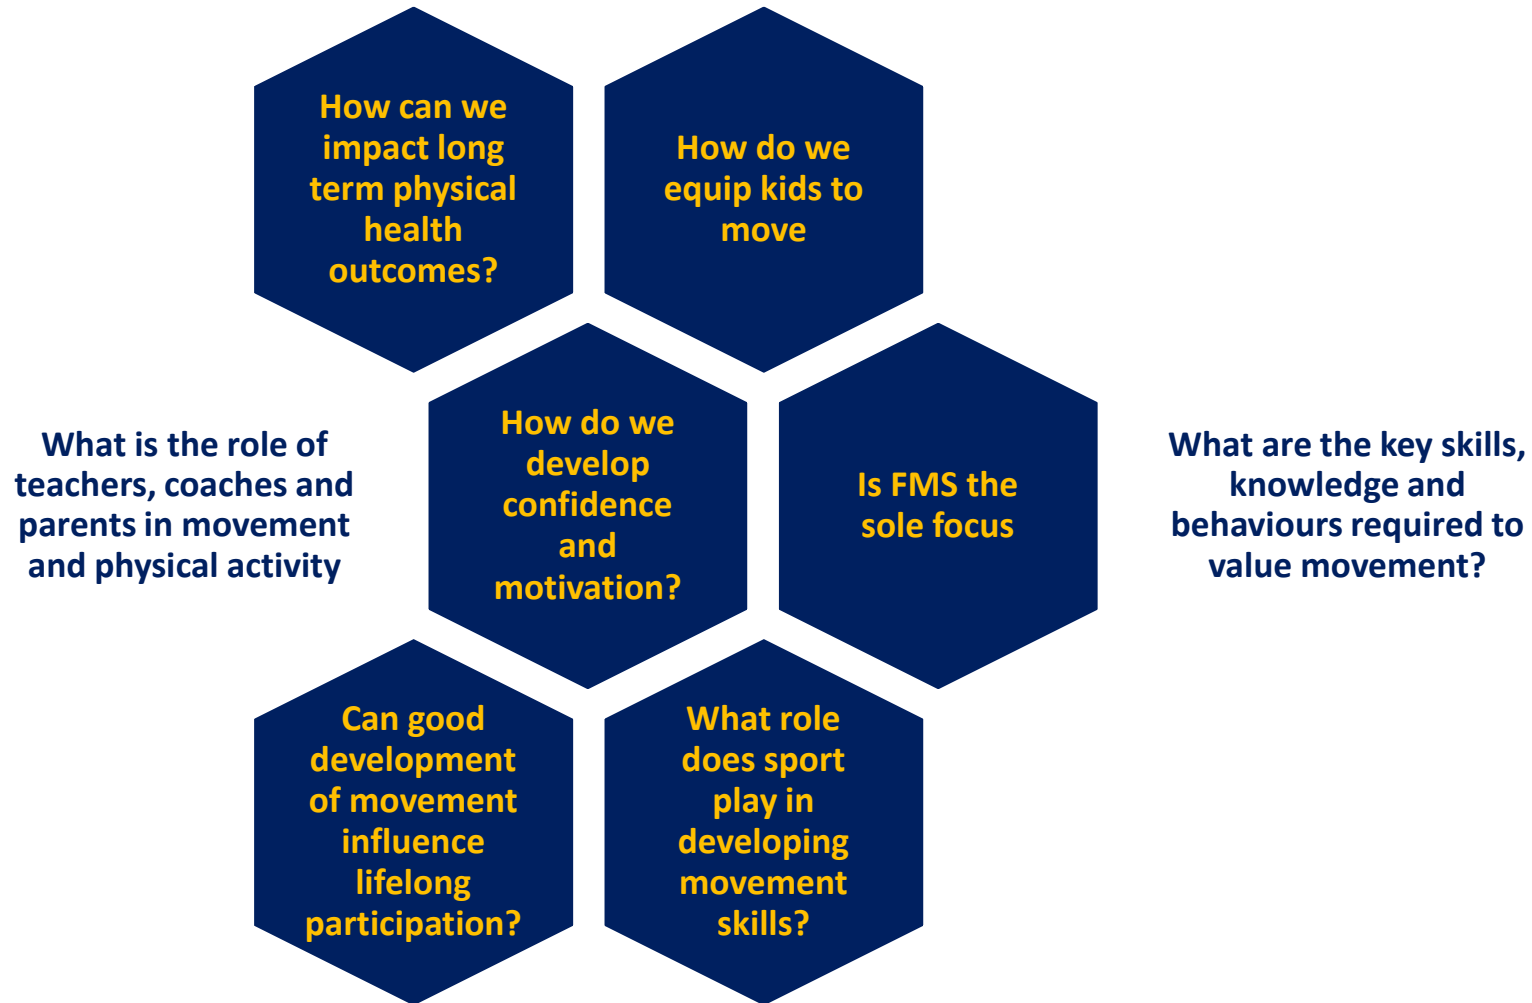 How can we
impact long
term physical
health
outcomes?
How do we
equip kids to
move
What is the role of
teachers, coaches and
parents in movement
and physical activity
How do we
develop
confidence
and
motivation?
Is FMS the
sole focus
What are the key skills,
knowledge and
behaviours required to
value movement?
Can good
development
of movement
influence
lifelong
participation?
What role
does sport
play in
developing
movement
skills?